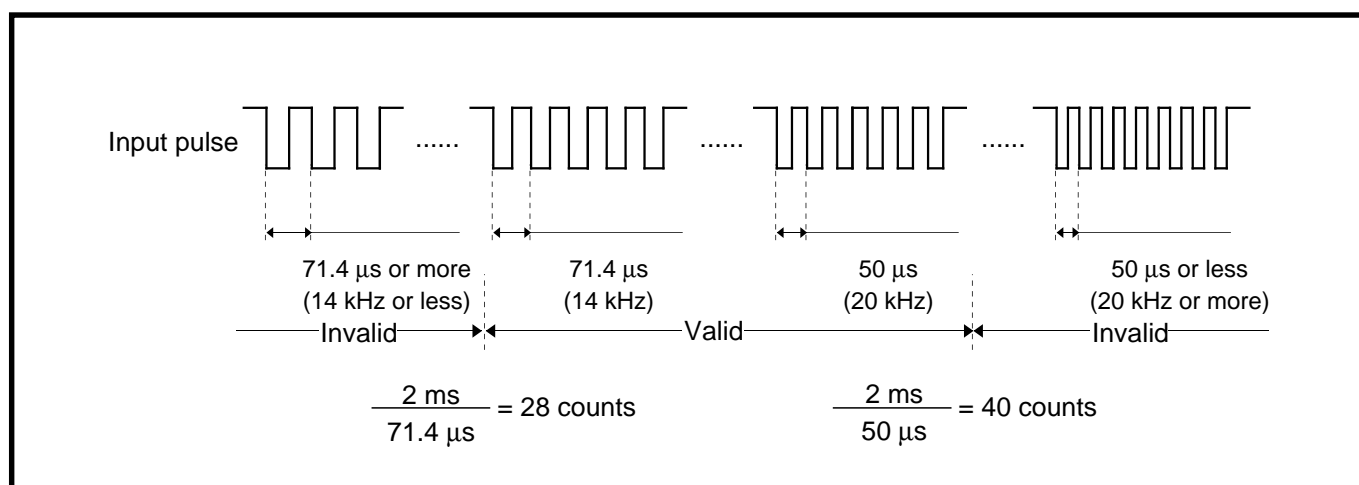 Input pulse ...... ...... ......
71.4 μs or more
(14 kHz or less)
71.4 μs
(14 kHz)
50 μs
(20 kHz)
50 μs or less
(20 kHz or more)
Invalid Valid Invalid
2 ms
71.4 μs
= 28 counts
2 ms
50 μs
= 40 counts